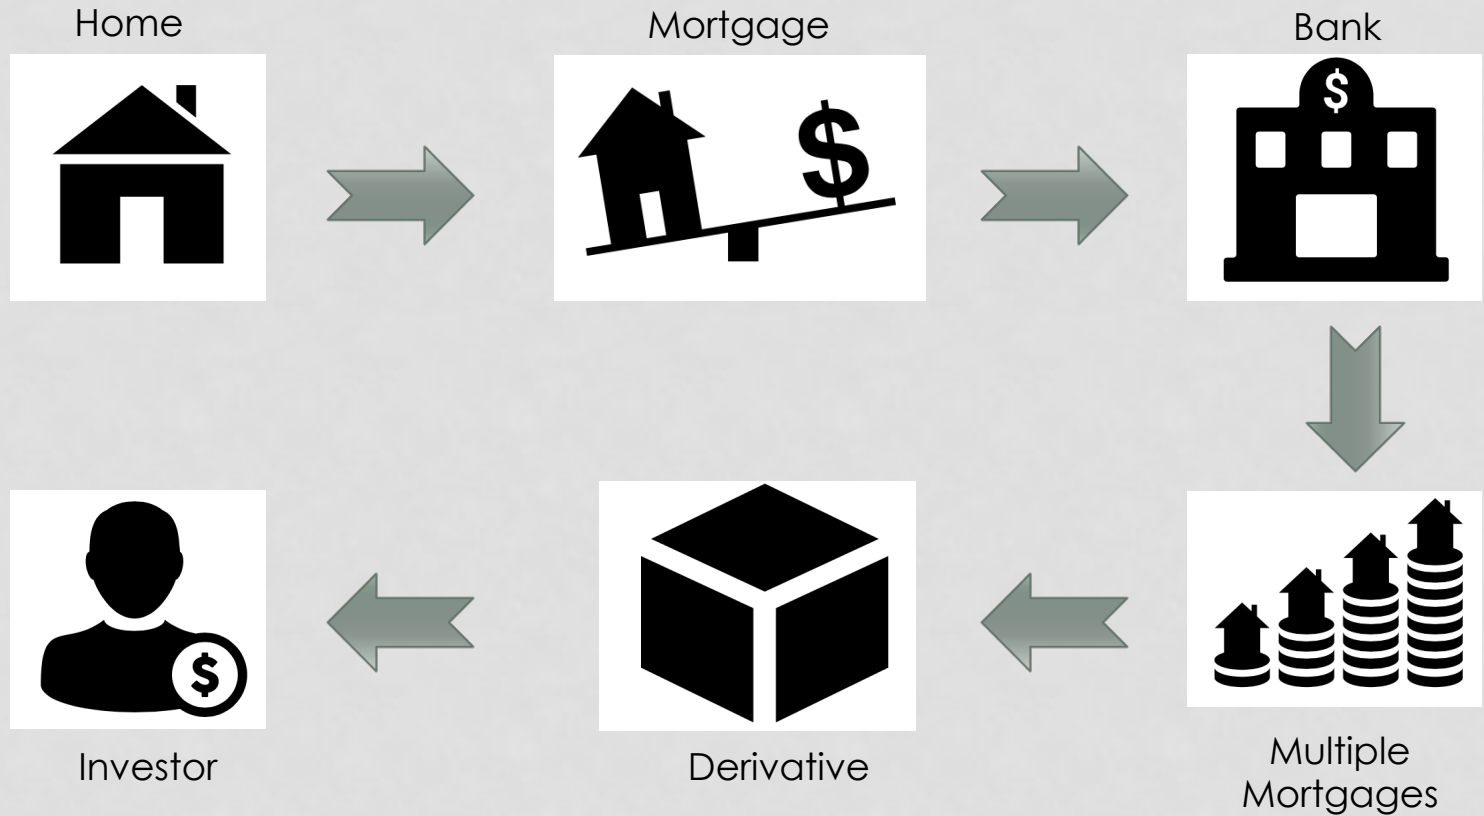 Home
Mortgage
Bank
$
$
$
Investor
Derivative
Multiple
Mortgages